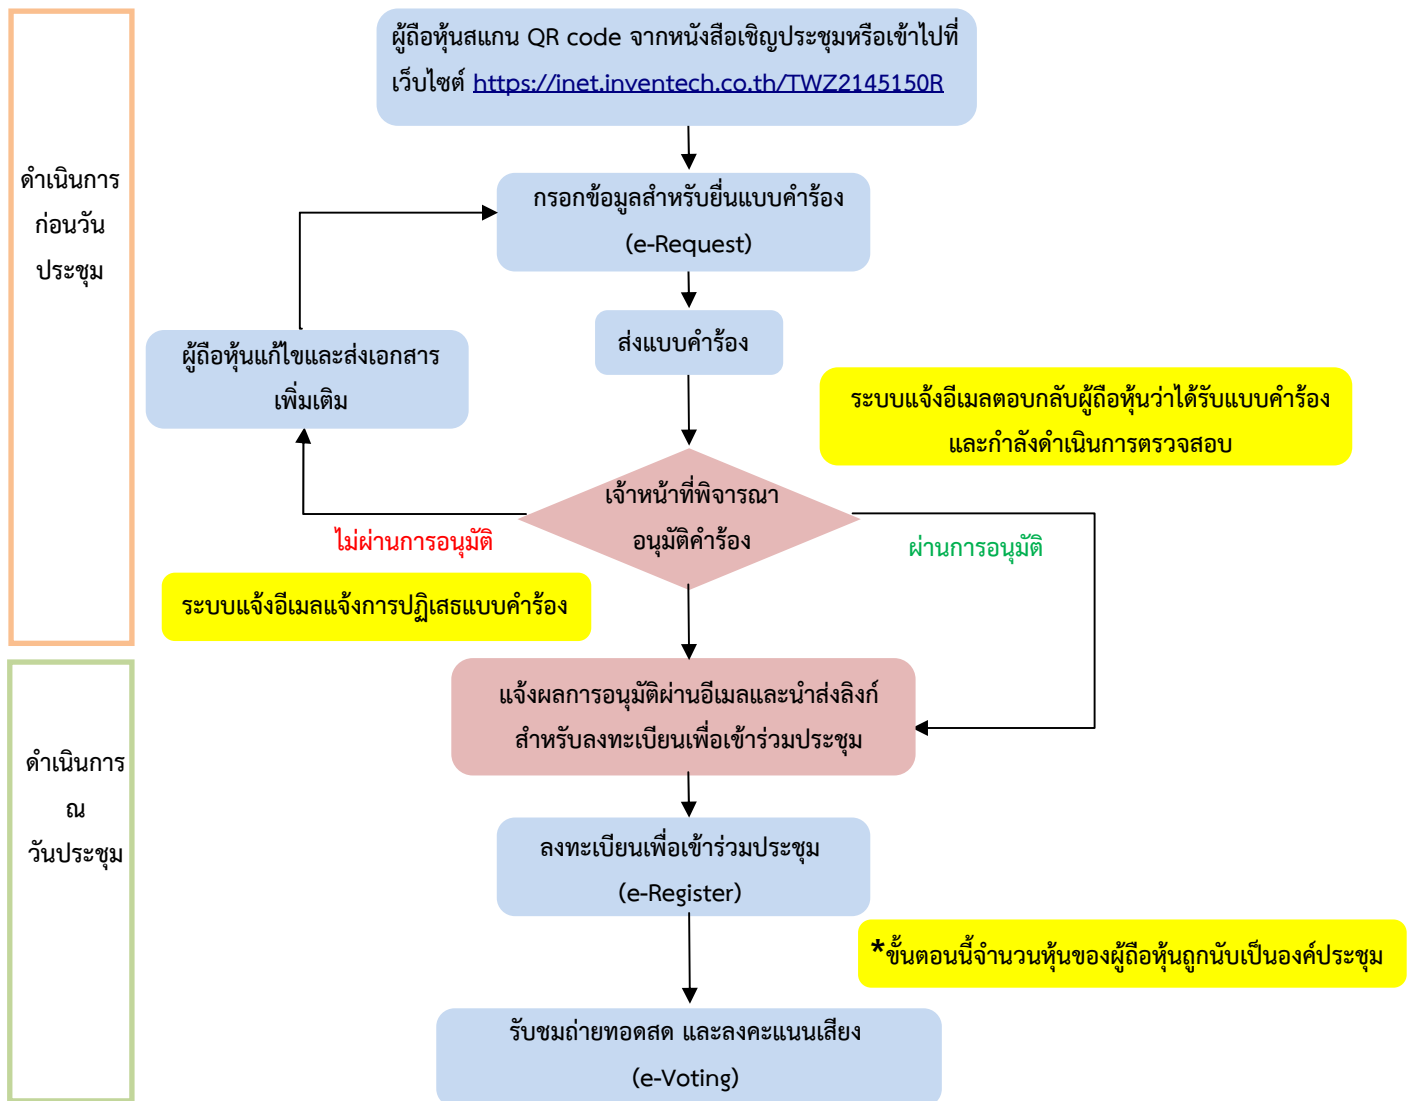 ผู้ถือหุ้นสแกน QR code จากหนังสือเชิญประชุมหรือเข้าไปที่
เว็บไซต์ https://inet.inventech.co.th/TWZ2145150R
ดำเนินการ
ก่อนวัน
ประชุม
กรอกข้อมูลสำหรับยื่นแบบคำร้อง
(e-Request)
ส่งแบบคำร้อง
ผู้ถือหุ้นแก้ไขและส่งเอกสาร
เพิ่มเติม
ระบบแจ้งอีเมลตอบกลับผู้ถือหุ้นว่าได้รับแบบคำร้อง
และกำลังดำเนินการตรวจสอบ
เจ้าหน้าที่พิจารณา
อนุมัติคำร้อง
ไม่ผ่านการอนุมัติ
ผ่านการอนุมัติ
ระบบแจ้งอีเมลแจ้งการปฏิเสธแบบคำร้อง
แจ้งผลการอนุมัติผ่านอีเมลและนำส่งลิงก์
สำหรับลงทะเบียนเพื่อเข้าร่วมประชุม
ดำเนินการ
ณ
วันประชุม
ลงทะเบียนเพื่อเข้าร่วมประชุม
(e-Register)
*ขั้นตอนนี้จำนวนหุ้นของผู้ถือหุ้นถูกนับเป็นองค์ประชุม
รับชมถ่ายทอดสด และลงคะแนนเสียง
(e-Voting)